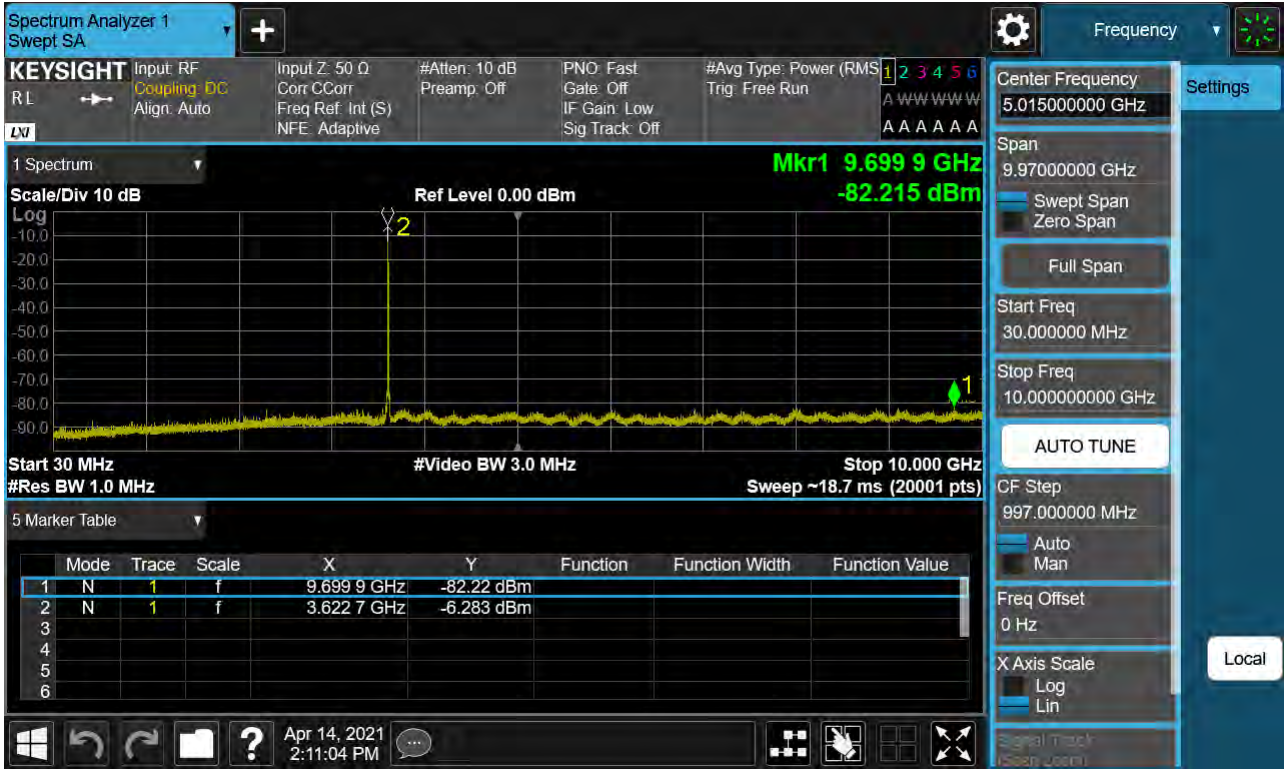 Spectrum Analyzer 1
Swept SA
Frequency
KEYSIGHT
R L
LXI
Input: RF
Coupling: DC
Align: Auto
Input Z: 50 Ω
Corr CCorr
Freq Ref: Int (S)
NFE: Adaptive
#Atten: 10 dB
Preamp: Off
PNO: Fast
Gate: Off
IF Gain: Low
Sig Track: Off
#Avg Type: Power (RMS
Trig: Free Run
1 2 3 4 5 6
A W W W W W
A A A A A A
1 Spectrum
Mkr1 9.699 9 GHz
-82.215 dBm
Scale/Div 10 dB
Ref Level 0.00 dBm
Log
-10.0
-20.0
-30.0
-40.0
-50.0
-60.0
-70.0
-80.0
-90.0
2
1
Start 30 MHz
#Video BW 3.0 MHz
Stop 10.000 GHz
#Res BW 1.0 MHz
Sweep ~18.7 ms (20001 pts)
5 Marker Table
Mode Trace Scale X Y Function Function Width Function Value
1 N 1 f 9.699 9 GHz -82.22 dBm
2 N 1 f 3.622 7 GHz -6.283 dBm
3
4
5
6
?
Apr 14, 2021
2:11:04 PM
Center Frequency
5.015000000 GHz
Settings
Span
9.97000000 GHz
Swept Span
Zero Span
Full Span
Start Freq
30.000000 MHz
Stop Freq
10.000000000 GHz
AUTO TUNE
CF Step
997.000000 MHz
Auto
Man
Freq Offset
0 Hz
X Axis Scale
Log
Lin
Local
Signal Track
(Span Zoom)